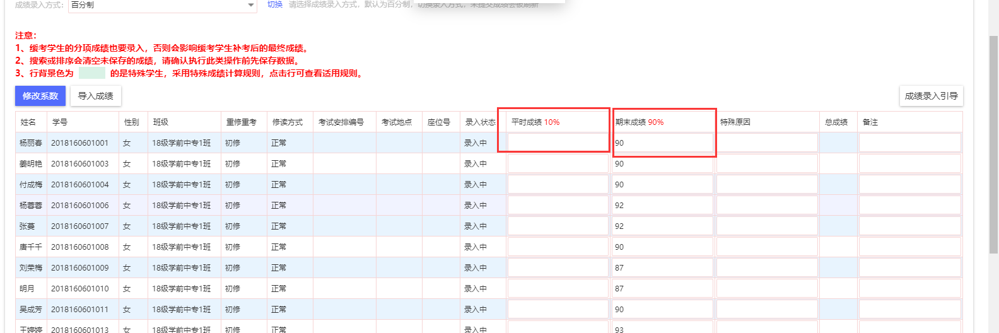 成绩录入方式: 百分制 切换 请选择成绩录入方式，默认为百分制，切换录入方式，未提交成绩会被刷新
注意：
1、缓考学生的分项成绩也要录入，否则会影响缓考学生补考后的最终成绩。
2、搜索或排序会清空未保存的成绩，请确认执行此类操作前先保存数据。
3、行背景色为 的是特殊学生，采用特殊成绩计算规则，点击行可查看适用规则。
修改系数 导入成绩 成绩录入引导
姓名 学号 性别 班级 重修重考 修读方式 考试安排编号 考试地点 座位号 录入状态 平时成绩 10% 期末成绩 90% 特殊原因 总成绩 备注
杨丽春 2018160601001 女 18级学前中专1班 初修 正常 录入中 90
姜明艳 2018160601003 女 18级学前中专1班 初修 正常 录入中 90
付成梅 2018160601004 女 18级学前中专1班 初修 正常 录入中 90
杨蓉蓉 2018160601006 女 18级学前中专1班 初修 正常 录入中 92
张蓂 2018160601007 女 18级学前中专1班 初修 正常 录入中 92
唐千千 2018160601008 女 18级学前中专1班 初修 正常 录入中 90
刘荣梅 2018160601009 女 18级学前中专1班 初修 正常 录入中 87
明月 2018160601010 女 18级学前中专1班 初修 正常 录入中 87
吴成芳 2018160601011 女 18级学前中专1班 初修 正常 录入中 90
王婷婷 2018160601013 女 18级学前中专1班 初修 正常 录入中 93